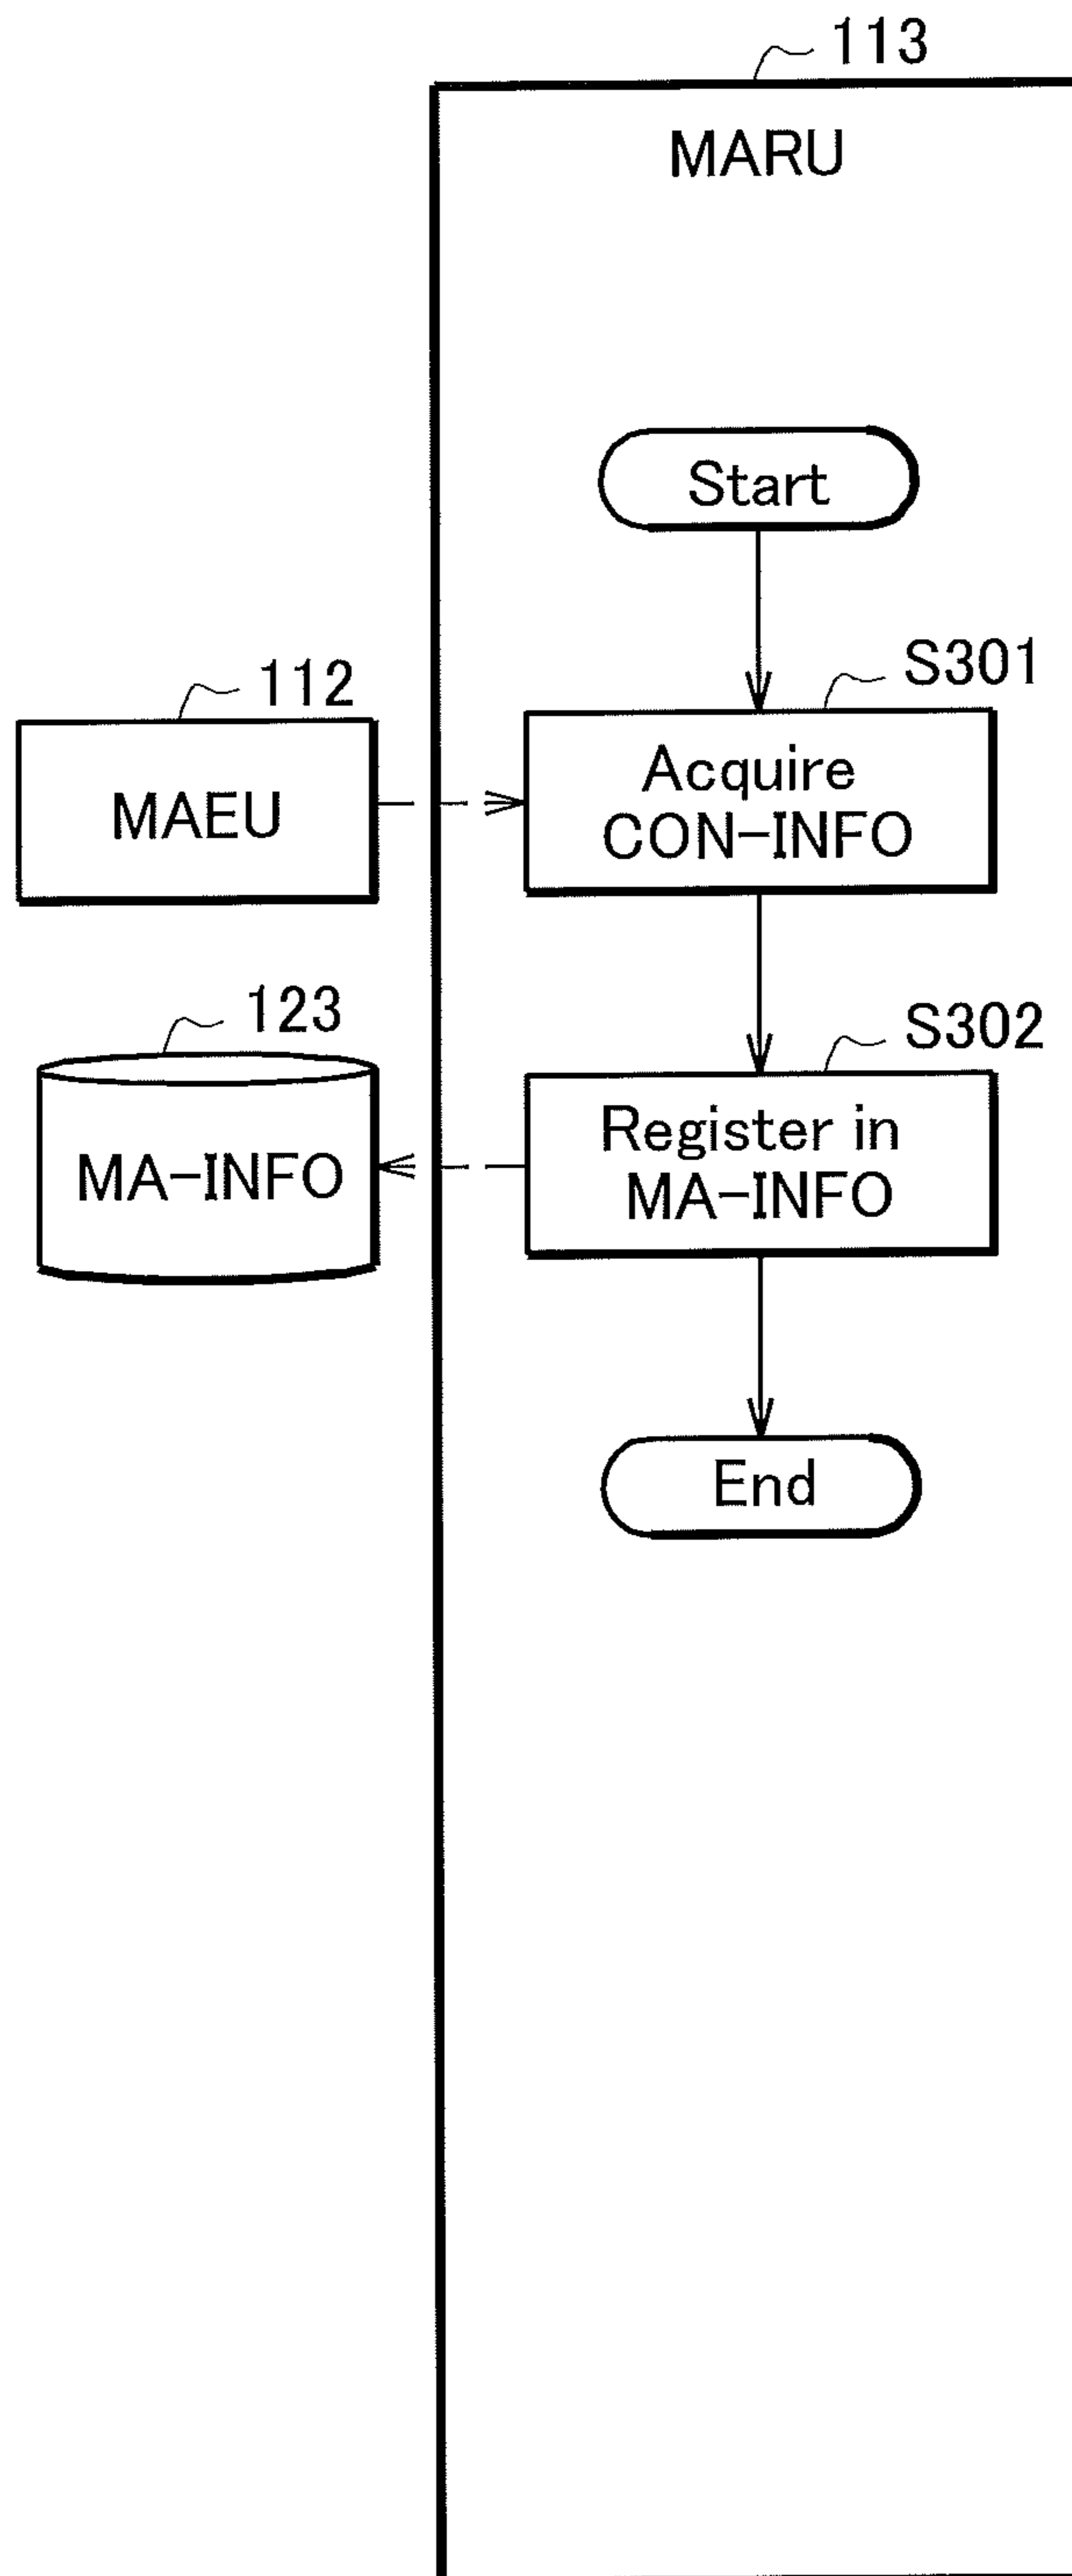 113
MARU
Start
S301
112
Acquire
CON-INFO
MAEU
S302
123
Register in
MA-INFO
MA-INFO
End